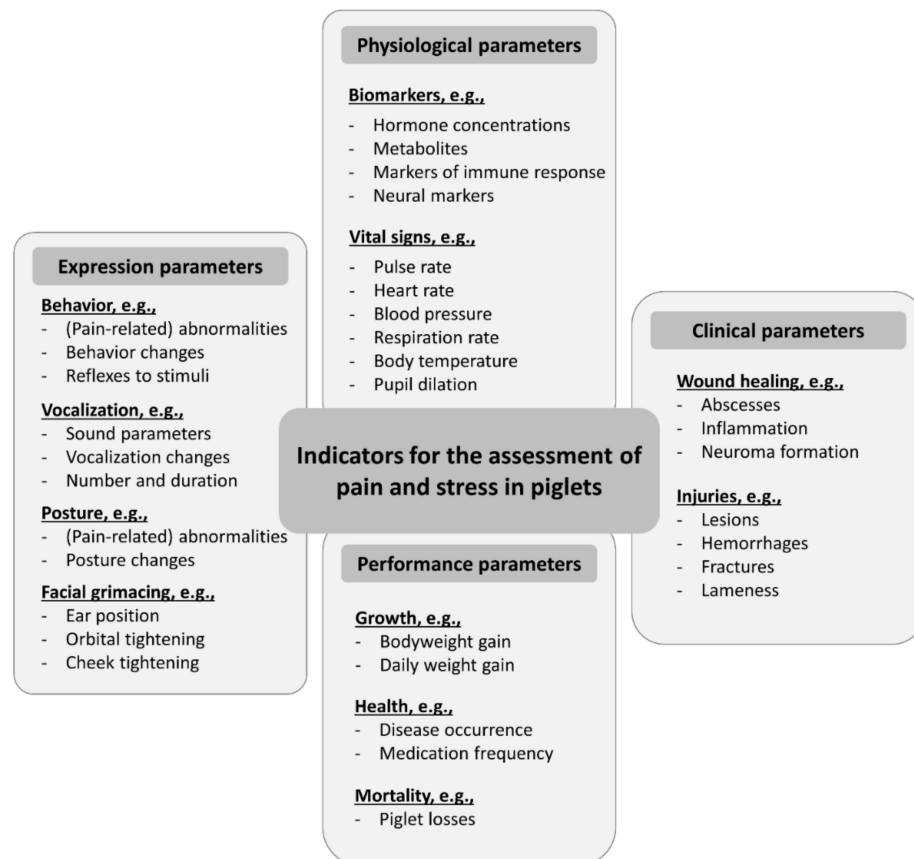 Physiological parameters
Biomarkers, e.g.,
- Hormone concentrations
- Metabolites
- Markers of immune response
- Neural markers
Vital signs, e.g.,
- Pulse rate
- Heart rate
- Blood pressure
- Respiration rate
- Body temperature
- Pupil dilation
Expression parameters
Behavior, e.g.,
- (Pain-related) abnormalities
- Behavior changes
- Reflexes to stimuli
Vocalization, e.g.,
- Sound parameters
- Vocalization changes
- Number and duration
Posture, e.g.,
- (Pain-related) abnormalities
- Posture changes
Facial grimacing, e.g.,
- Ear position
- Orbital tightening
- Cheek tightening
Indicators for the assessment of
pain and stress in piglets
Clinical parameters
Wound healing, e.g.,
- Abscesses
- Inflammation
- Neuroma formation
Injuries, e.g.,
- Lesions
- Hemorrhages
- Fractures
- Lameness
Performance parameters
Growth, e.g.,
- Bodyweight gain
- Daily weight gain
Health, e.g.,
- Disease occurrence
- Medication frequency
Mortality, e.g.,
- Piglet losses